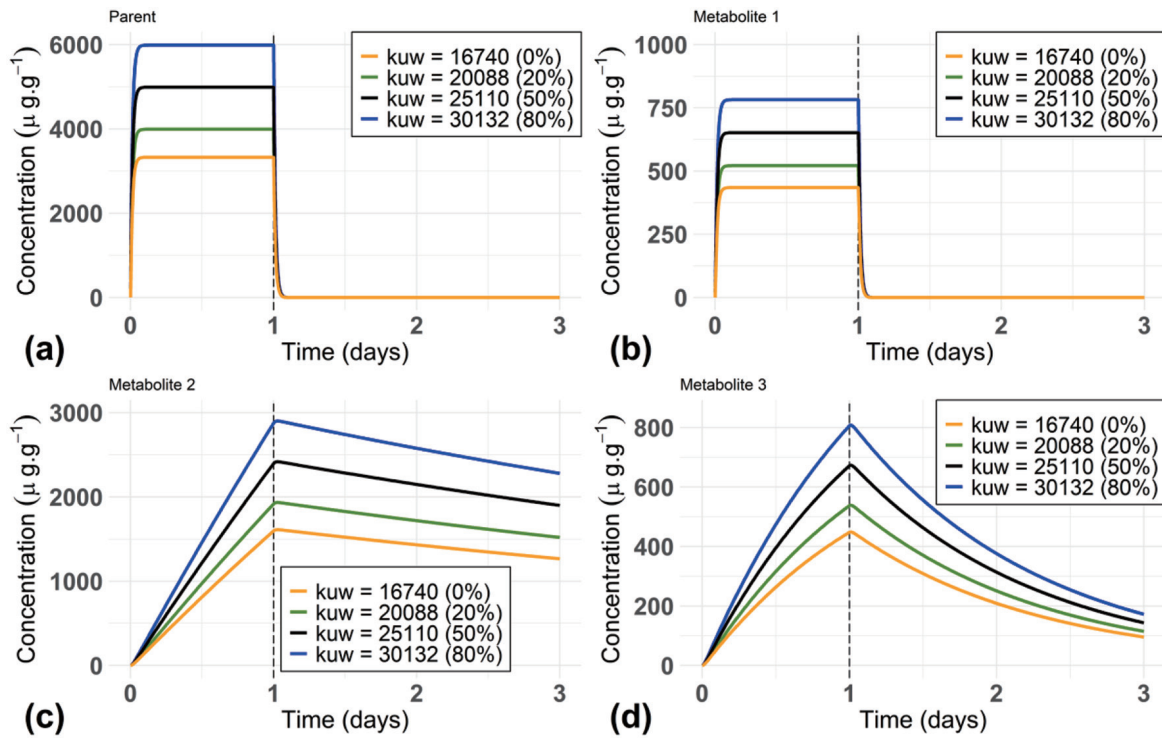 Parent
Concentration (µ g.g⁻¹)
6000
4000
2000
0
kuw = 16740 (0%)
kuw = 20088 (20%)
kuw = 25110 (50%)
kuw = 30132 (80%)
0 1 2 3
Time (days)
(a)
Metabolite 1
Concentration (µ g.g⁻¹)
1000
750
500
250
0
kuw = 16740 (0%)
kuw = 20088 (20%)
kuw = 25110 (50%)
kuw = 30132 (80%)
0 1 2 3
Time (days)
(b)
Metabolite 2
Concentration (µ g.g⁻¹)
3000
2000
1000
0
kuw = 16740 (0%)
kuw = 20088 (20%)
kuw = 25110 (50%)
kuw = 30132 (80%)
0 1 2 3
Time (days)
(c)
Metabolite 3
Concentration (µ g.g⁻¹)
800
600
400
200
0
kuw = 16740 (0%)
kuw = 20088 (20%)
kuw = 25110 (50%)
kuw = 30132 (80%)
0 1 2 3
Time (days)
(d)